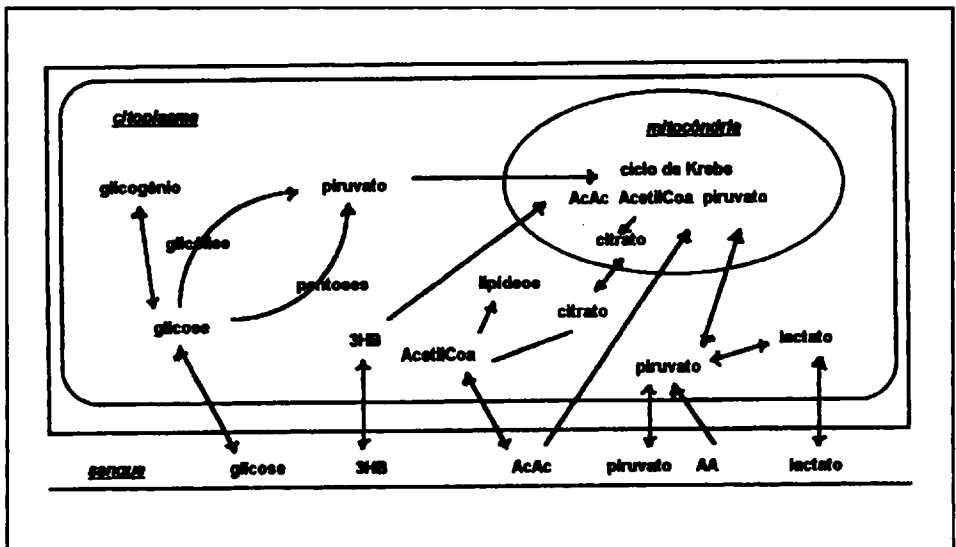 citoplasma
mitocôndria
ciclo de Krebs
glicogênio
piruvato
AcAc AcetilCoa piruvato
glicólise
citrato
lipídeos
pentoses
citrato
glicose
3HB
AcetilCoa
lactato
piruvato
sangue
glicose
3HB
AcAc
piruvato
AA
lactato